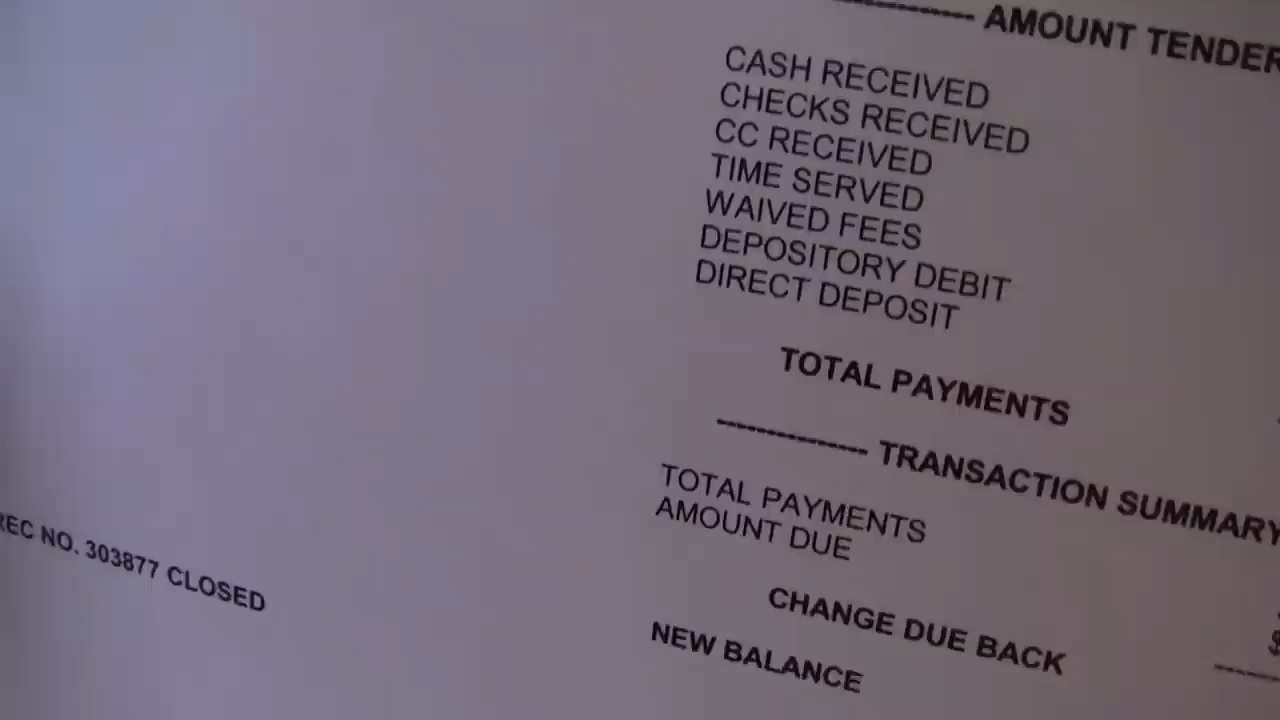 AMOUNT TENDER
CASH RECEIVED
CHECKS RECEIVED
CC RECEIVED
TIME SERVED
WAIVED FEES
DEPOSITORY DEBIT
DIRECT DEPOSIT
TOTAL PAYMENTS
-------------- TRANSACTION SUMMARY
TOTAL PAYMENTS
AMOUNT DUE
REC NO. 303877 CLOSED
CHANGE DUE BACK
$
NEW BALANCE